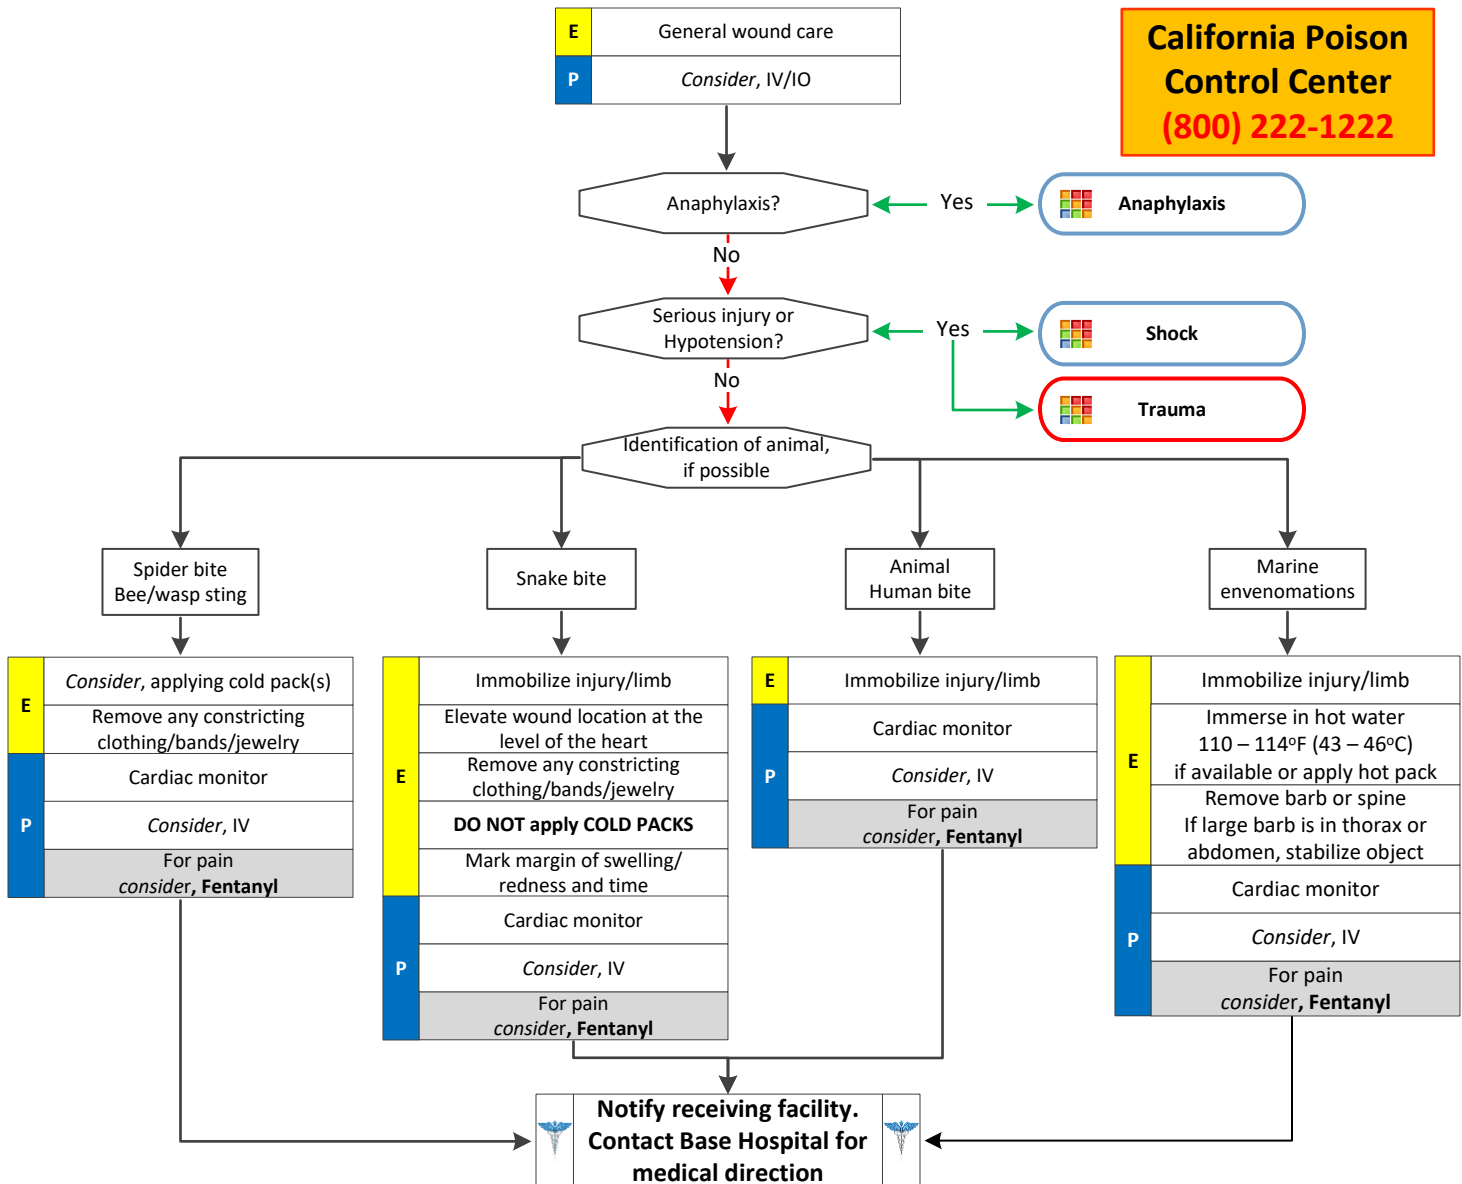 E
General wound care
P
Consider, IV/IO
California Poison
Control Center
(800) 222-1222
Anaphylaxis?
Yes
Anaphylaxis
No
Serious injury or
Hypotension?
Yes
Shock
Trauma
No
Identification of animal,
if possible
Spider bite
Bee/wasp sting
Snake bite
Animal
Human bite
Marine
envenomations
E
Consider, applying cold pack(s)
Remove any constricting
clothing/bands/jewelry
P
Cardiac monitor
Consider, IV
For pain
consider, Fentanyl
E
Immobilize injury/limb
Elevate wound location at the
level of the heart
Remove any constricting
clothing/bands/jewelry
DO NOT apply COLD PACKS
Mark margin of swelling/
redness and time
P
Cardiac monitor
Consider, IV
For pain
consider, Fentanyl
E
Immobilize injury/limb
P
Cardiac monitor
Consider, IV
For pain
consider, Fentanyl
E
Immobilize injury/limb
Immerse in hot water
110 – 114ºF (43 – 46ºC)
if available or apply hot pack
Remove barb or spine
If large barb is in thorax or
abdomen, stabilize object
P
Cardiac monitor
Consider, IV
For pain
consider, Fentanyl
Notify receiving facility.
Contact Base Hospital for
medical direction